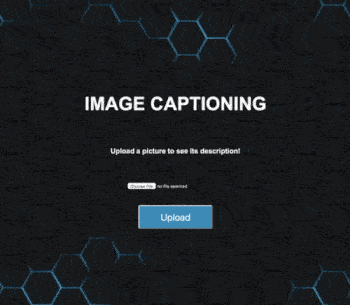 IMAGE CAPTIONING
Upload a picture to see its description!
Choose File No file selected
Upload